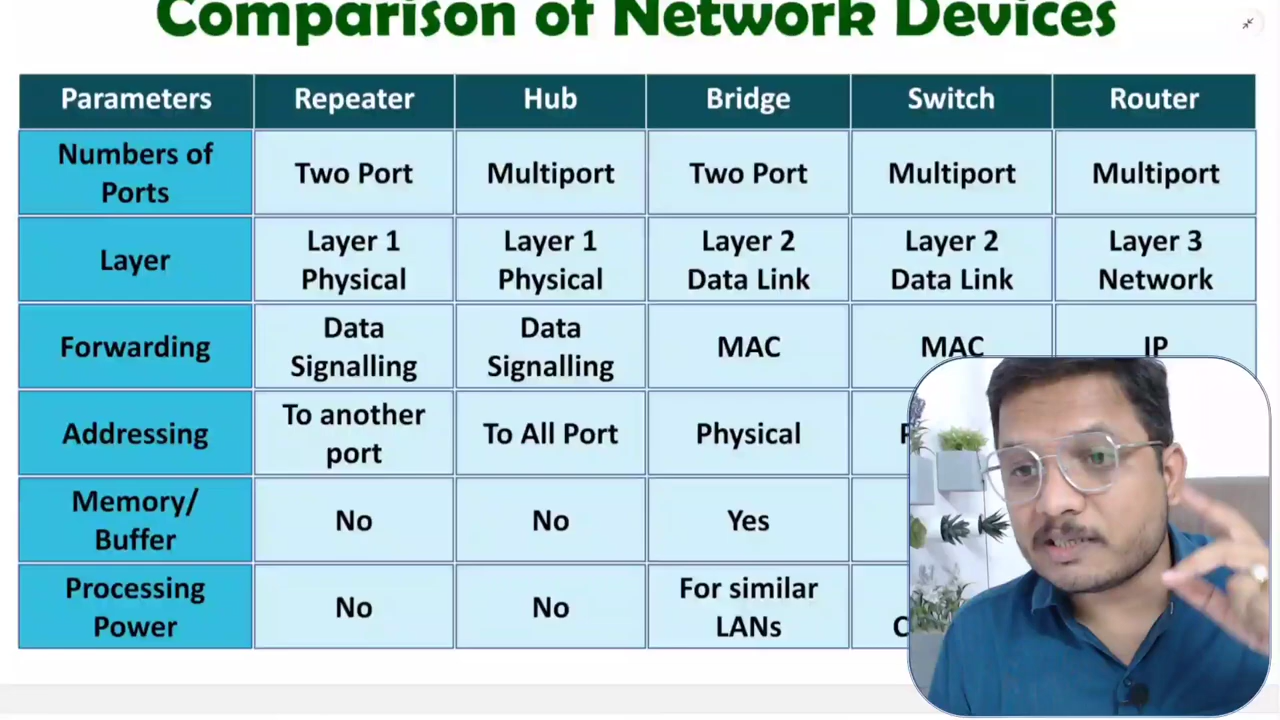 Comparison of Network Devices
Parameters Repeater Hub Bridge Switch Router
Numbers of Ports Two Port Multiport Two Port Multiport Multiport
Layer Layer 1 Physical Layer 1 Physical Layer 2 Data Link Layer 2 Data Link Layer 3 Network
Forwarding Data Signalling Data Signalling MAC MAC IP
Addressing To another port To All Port Physical
Memory/ Buffer No No Yes
Processing Power No No For similar LANs